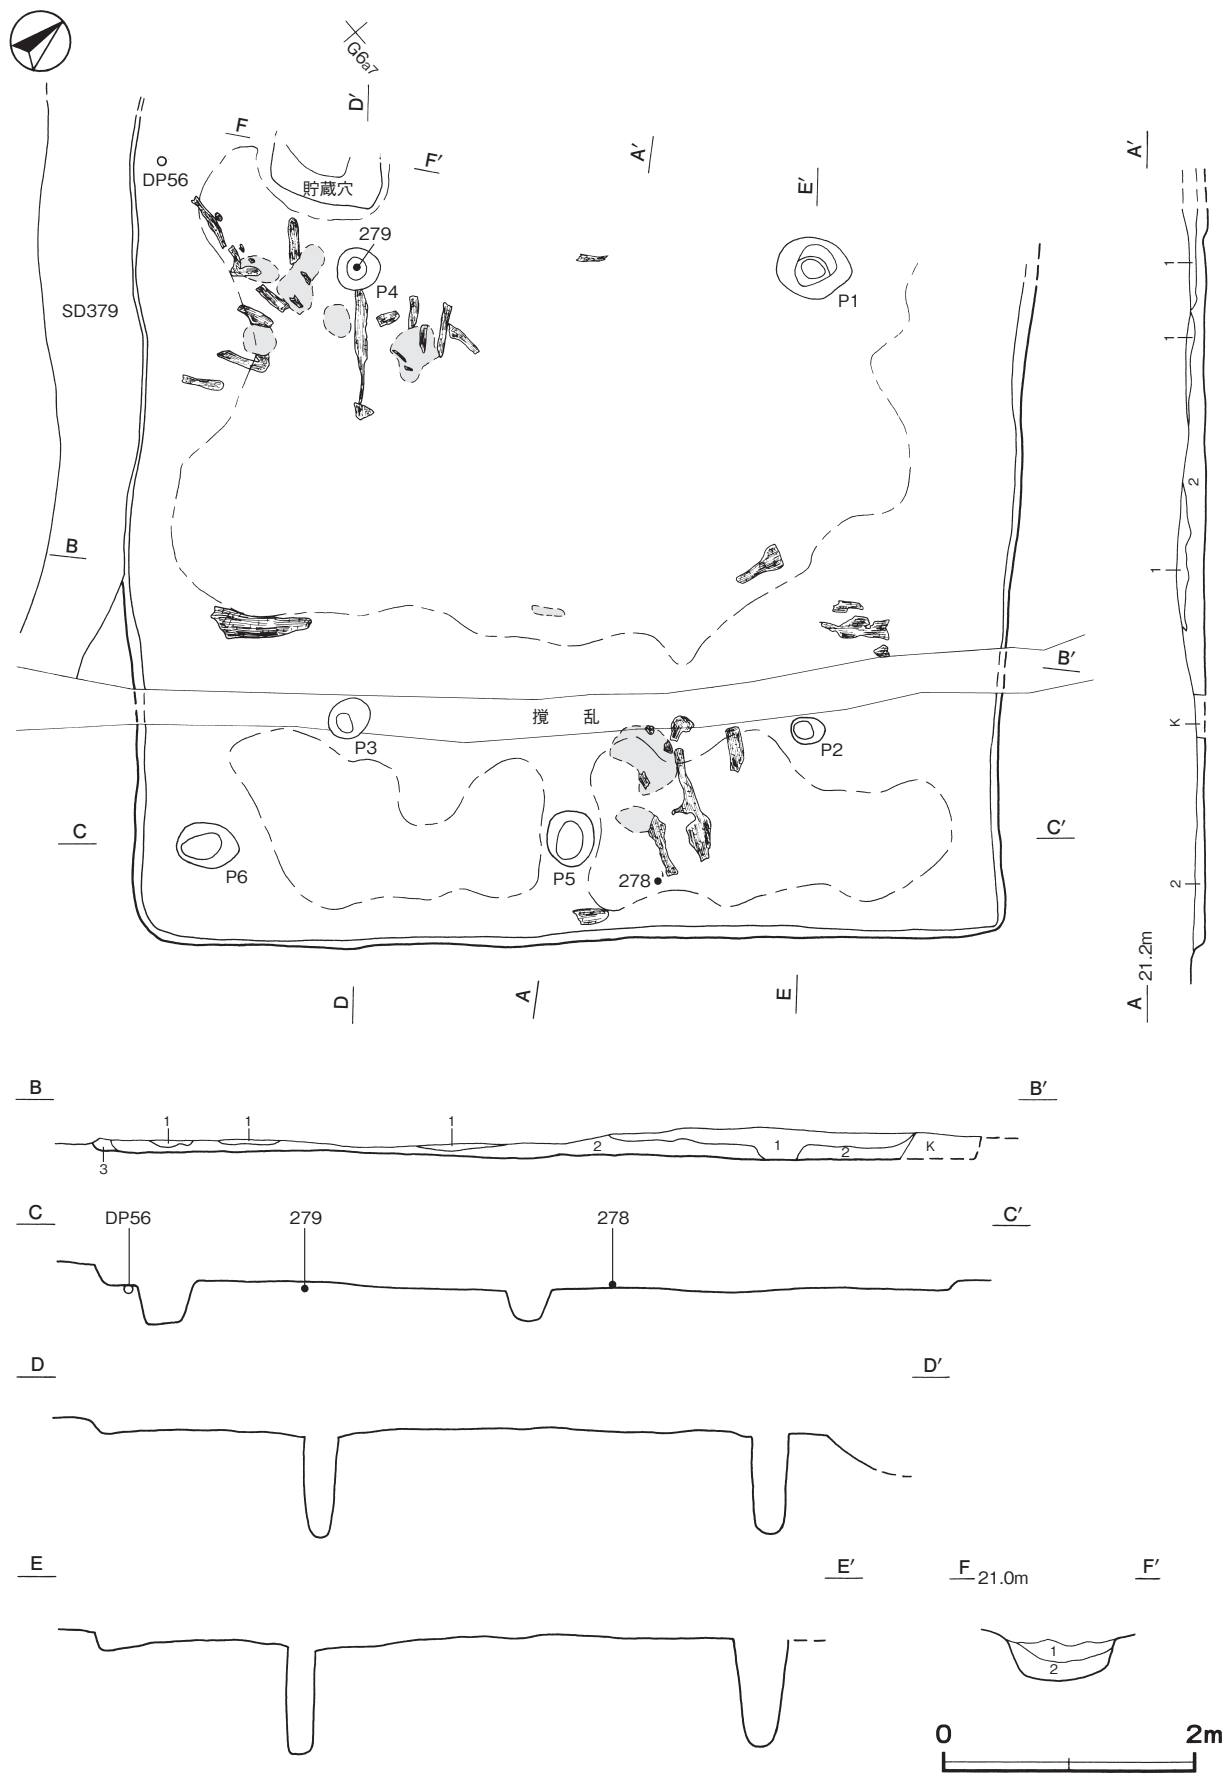 G6a7
D′
F
F′
A′
E′
A′
DP56
貯蔵穴
279
P4
P1
SD379
1
1
2
1
B
B′
撹　乱
P3
P2
K
C
C′
P6
P5
278
2
D
A
E
A 21.2m
B
B′
1
1
1
3
2
1
2
K
C
DP56
279
278
C′
D
D′
E
E′
F 21.0m
F′
1
2
0
2m